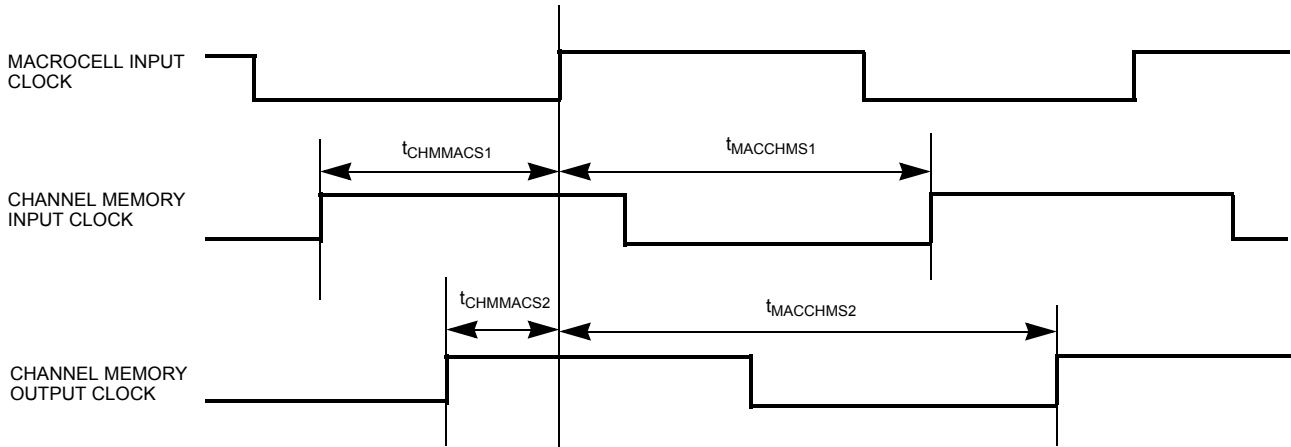 MACROCELL INPUT
CLOCK
tCHMMACS1
tMACCHMS1
CHANNEL MEMORY
INPUT CLOCK
tCHMMACS2
tMACCHMS2
CHANNEL MEMORY
OUTPUT CLOCK